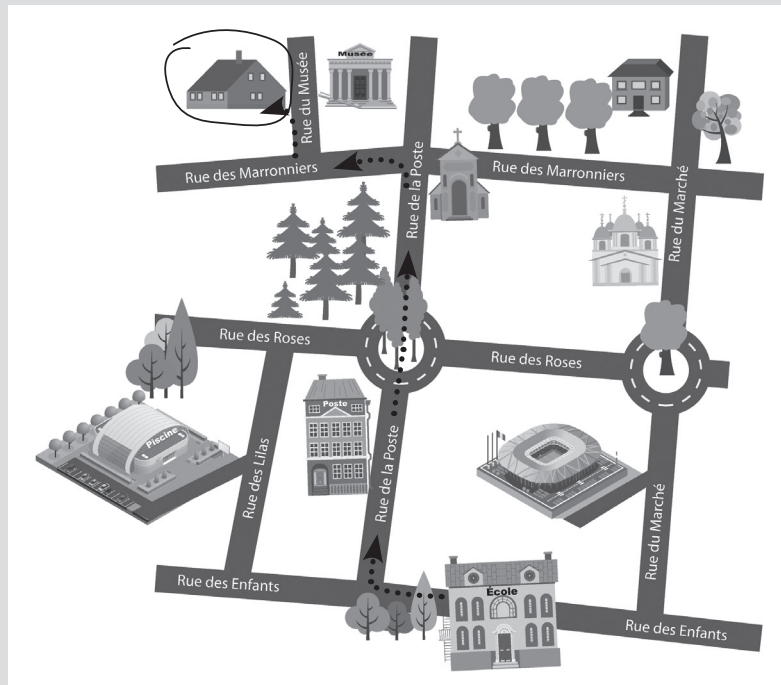 Rue du Musée
Musée
Rue des Marronniers
Rue de la Poste
Rue des Marronniers
Rue du Marché
Rue des Roses
Rue des Roses
Piscine
Rue des Lilas
Poste
Rue de la Poste
Rue du Marché
Rue des Enfants
École
Rue des Enfants